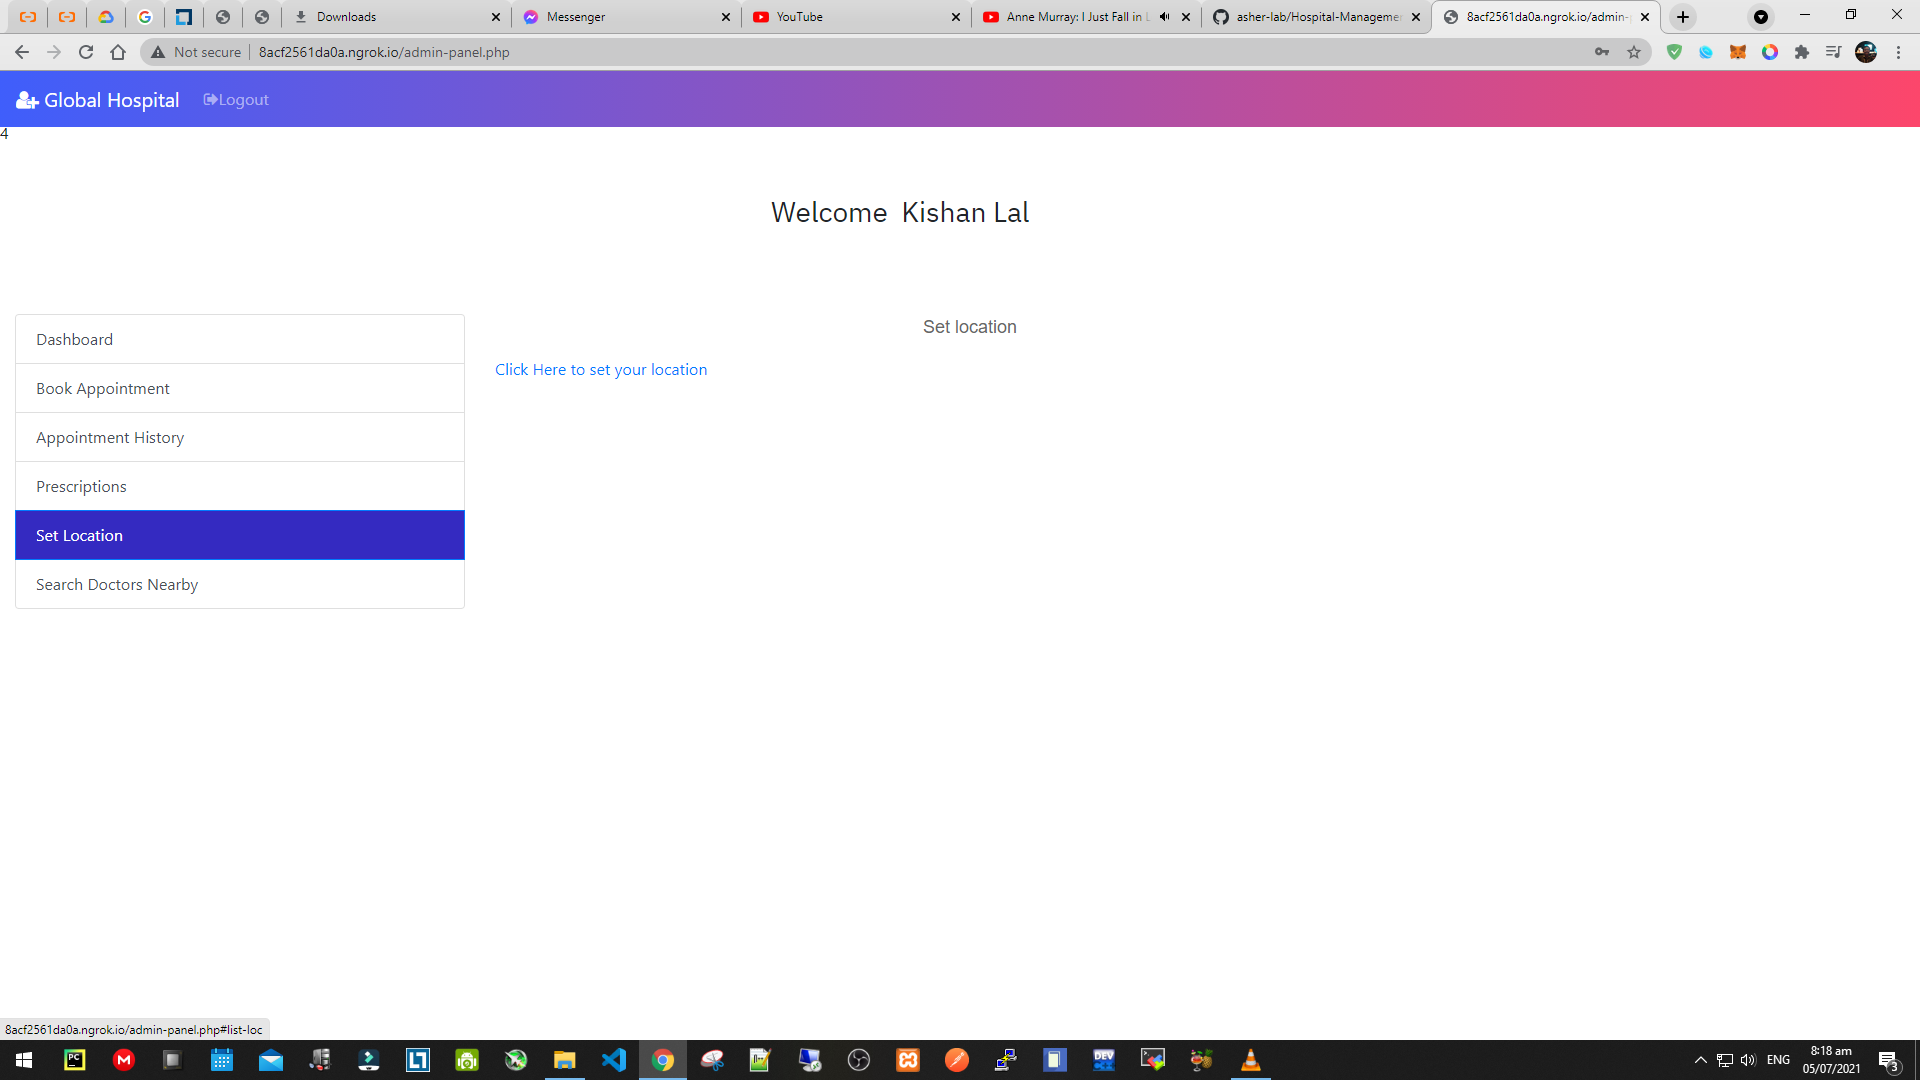 Downloads
Messenger
YouTube
Anne Murray: I Just Fall in L
asher-lab/Hospital-Managemen
8acf2561da0a.ngrok.io/admin-p
Not secure
8acf2561da0a.ngrok.io/admin-panel.php
Global Hospital
Logout
4
Welcome Kishan Lal
Dashboard
Book Appointment
Appointment History
Prescriptions
Set Location
Search Doctors Nearby
Set location
Click Here to set your location
8acf2561da0a.ngrok.io/admin-panel.php#list-loc
PC
DEV
ENG
8:18 am
05/07/2021
3